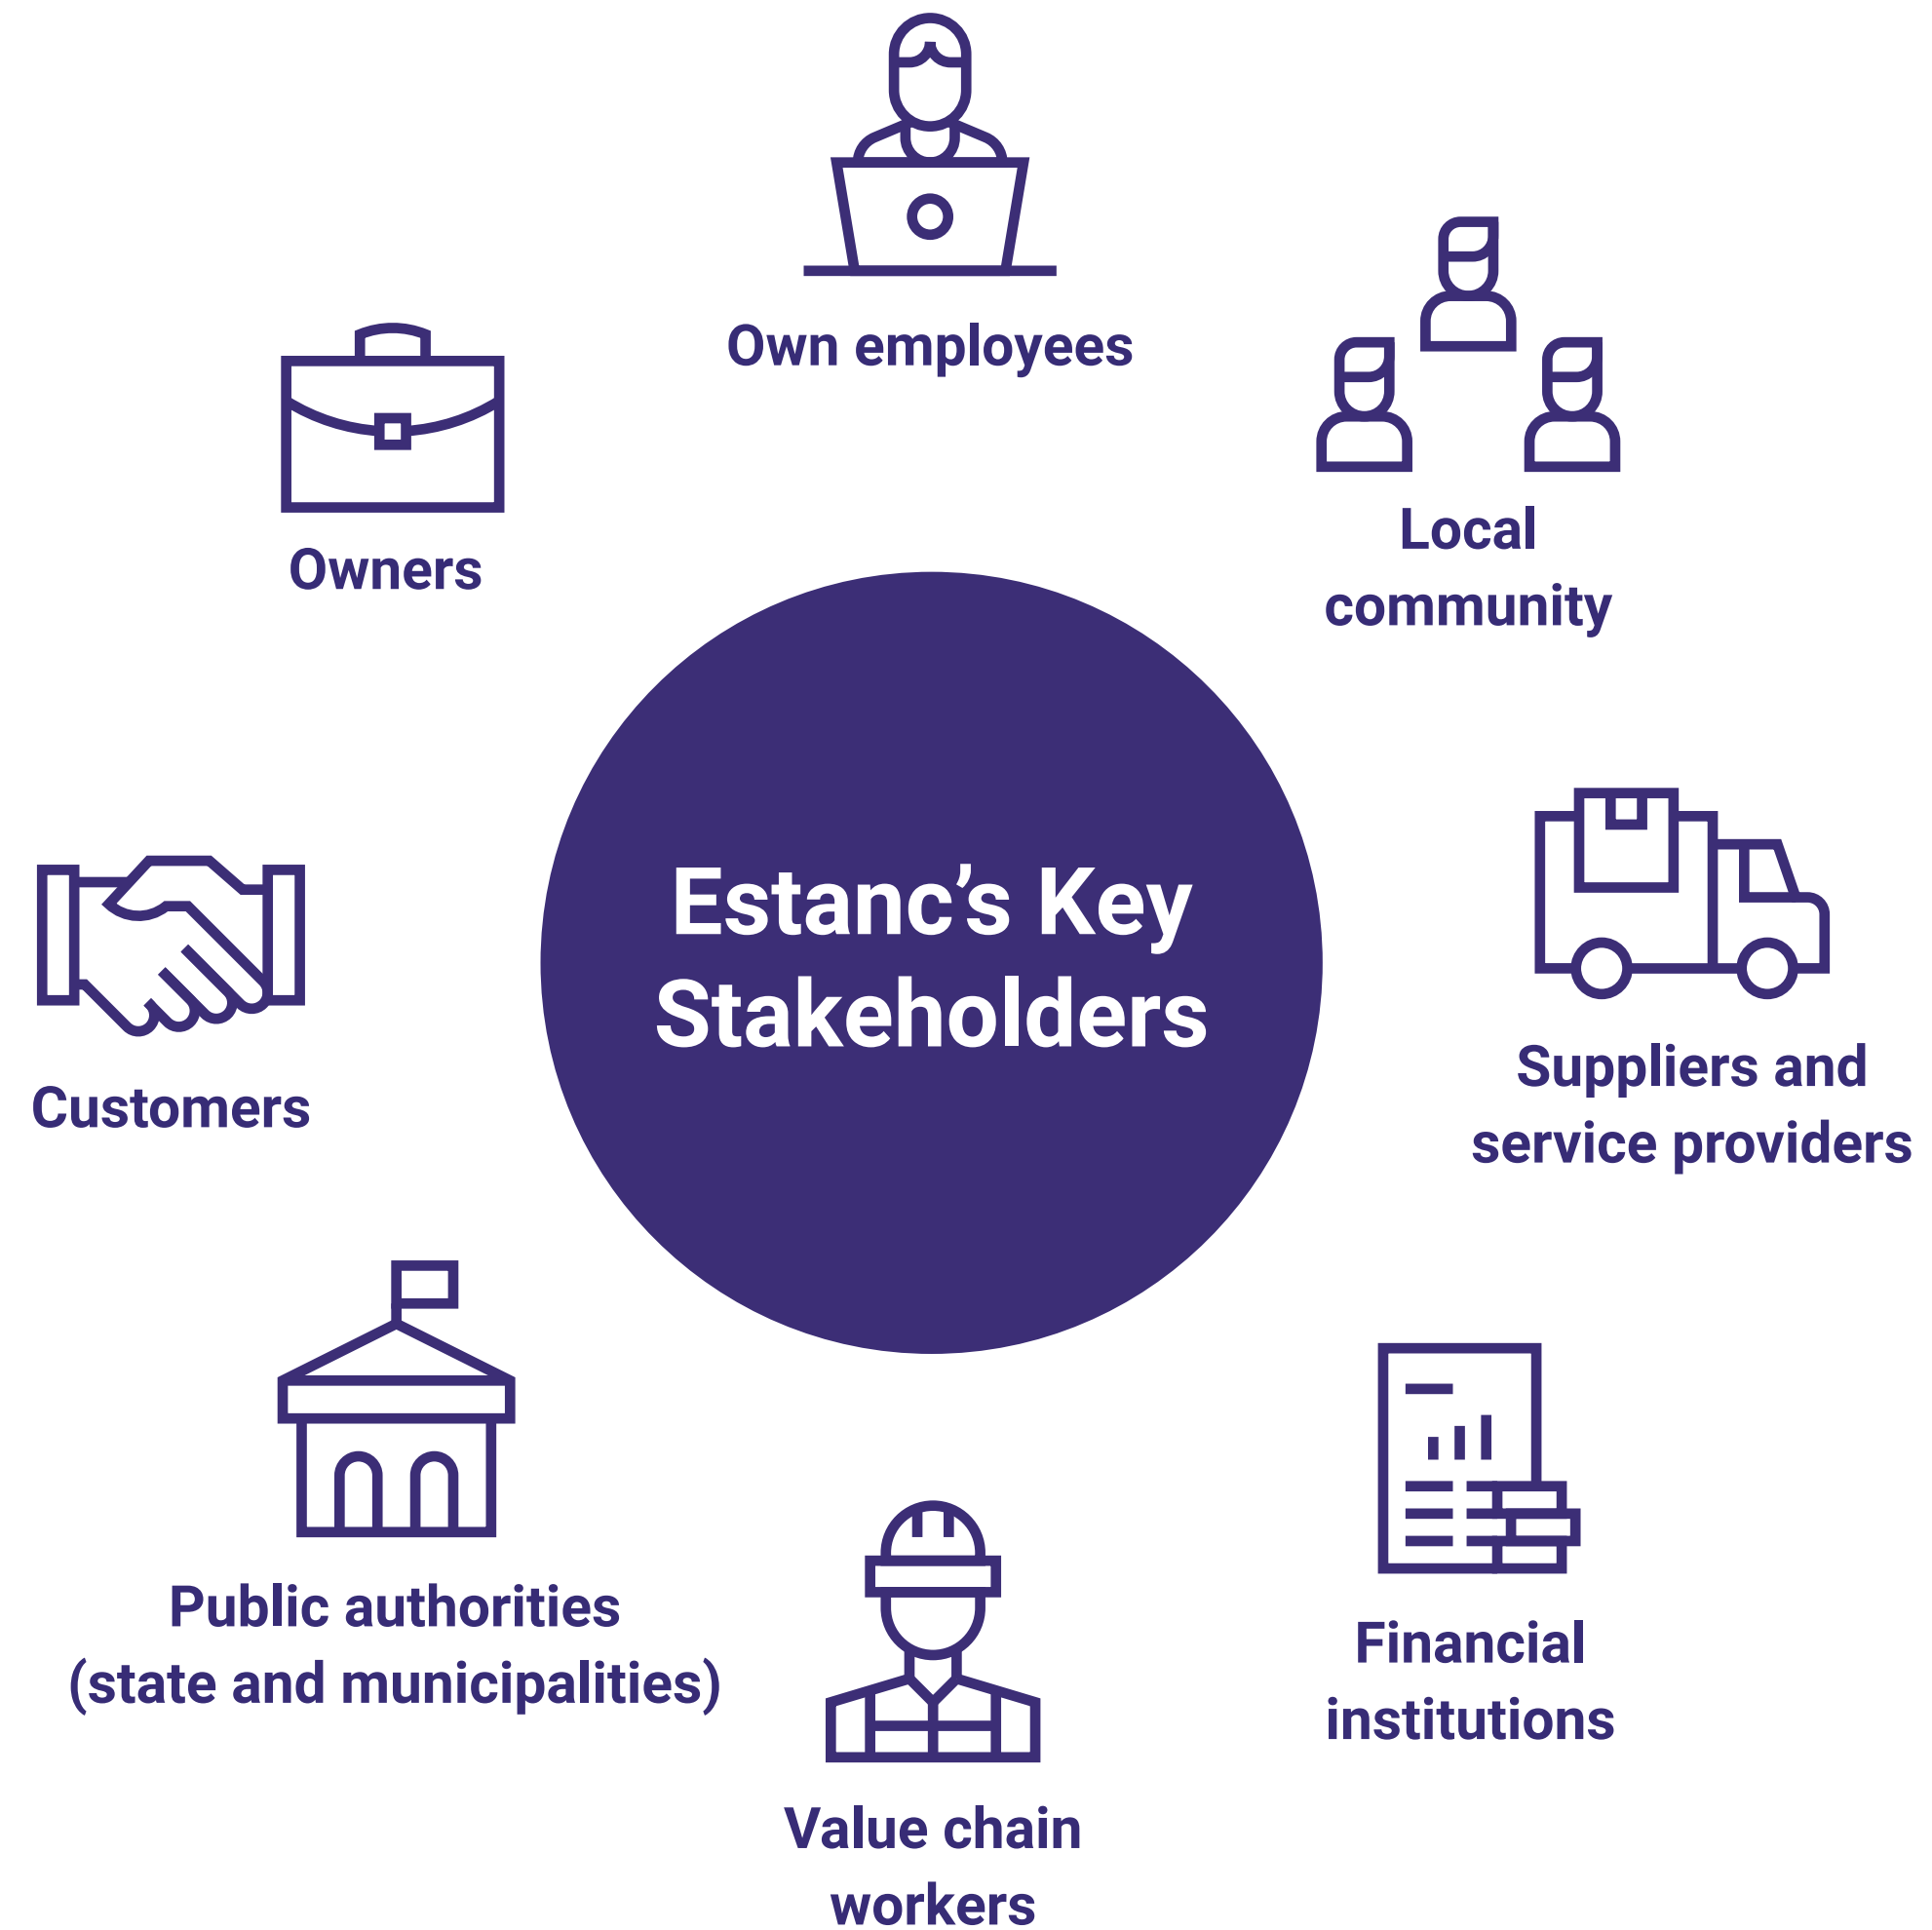 Own employees
Local
community
Owners
Estanc’s Key
Stakeholders
Suppliers and
service providers
Customers
Public authorities
(state and municipalities)
Financial
institutions
Value chain
workers